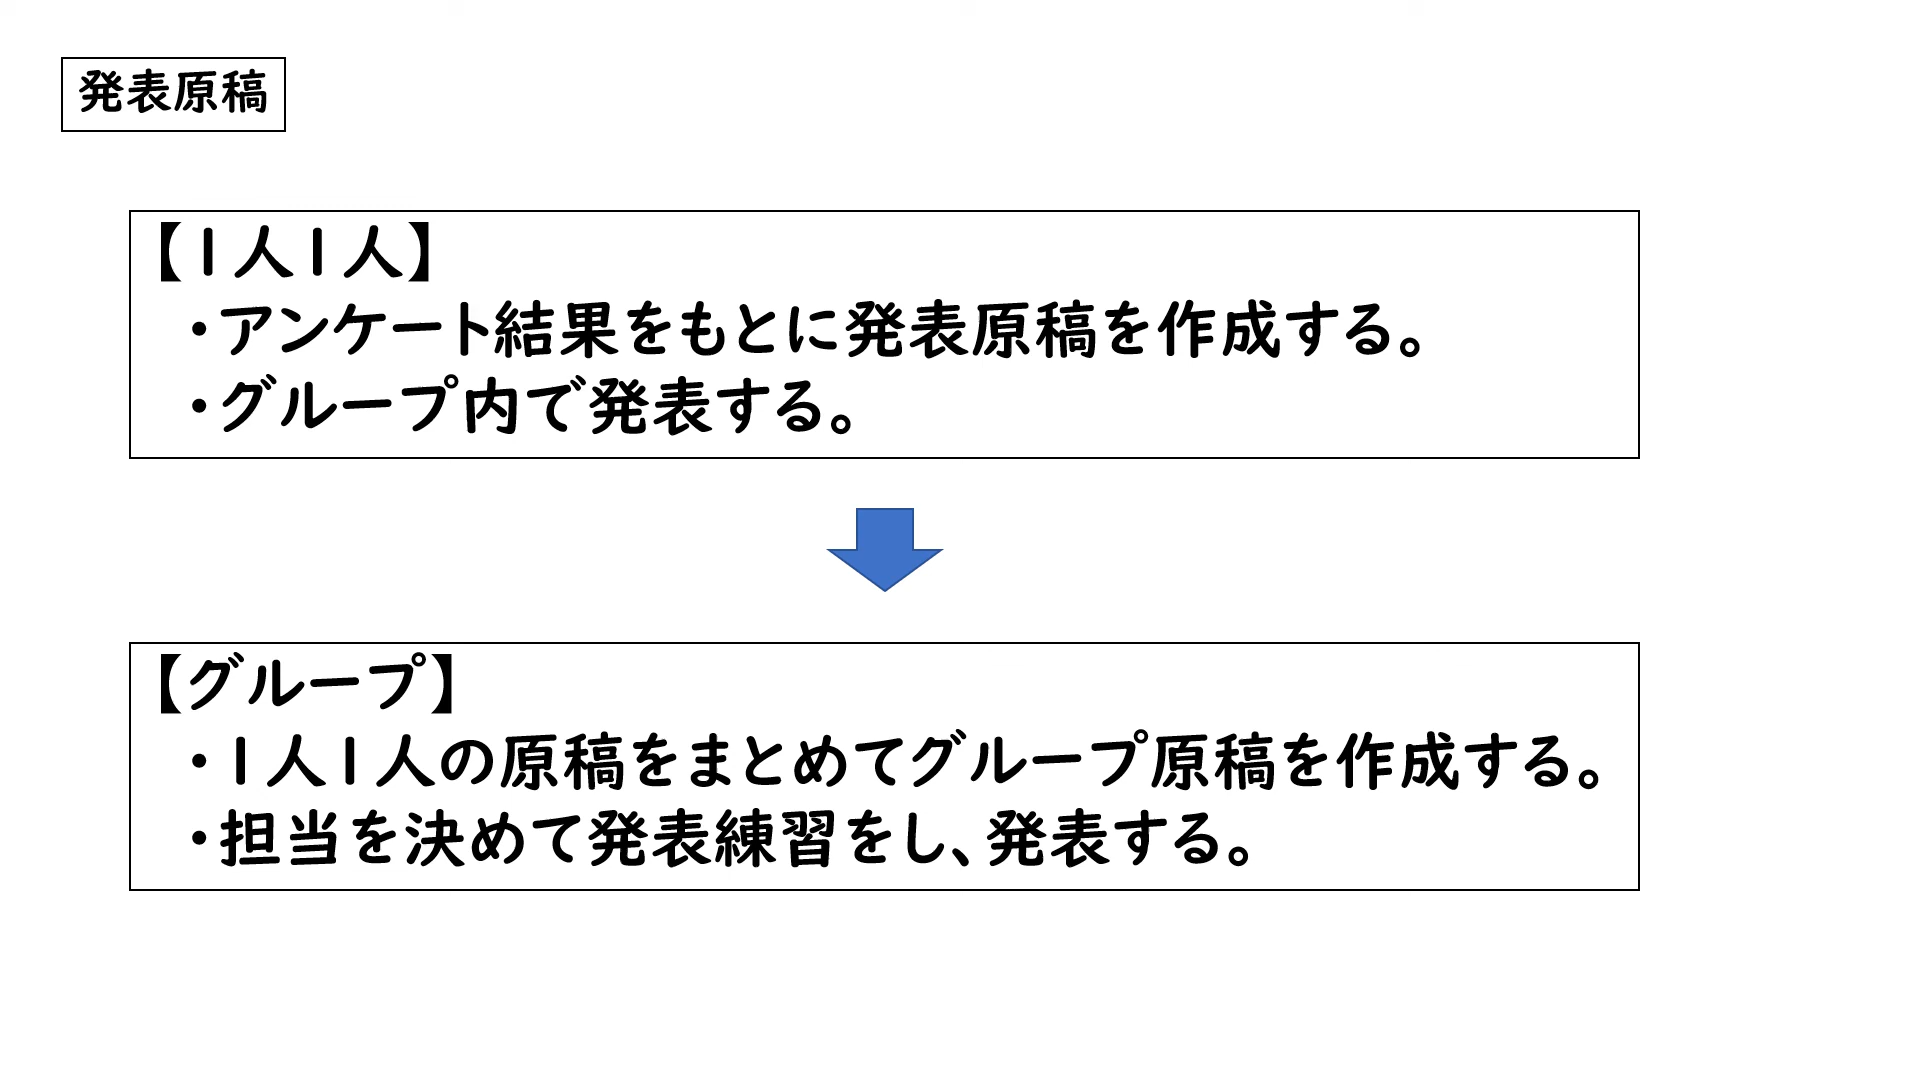 発表原稿
【1人1人】
・アンケート結果をもとに発表原稿を作成する。
・グループ内で発表する。
【グループ】
・1人1人の原稿をまとめてグループ原稿を作成する。
・担当を決めて発表練習をし、発表する。